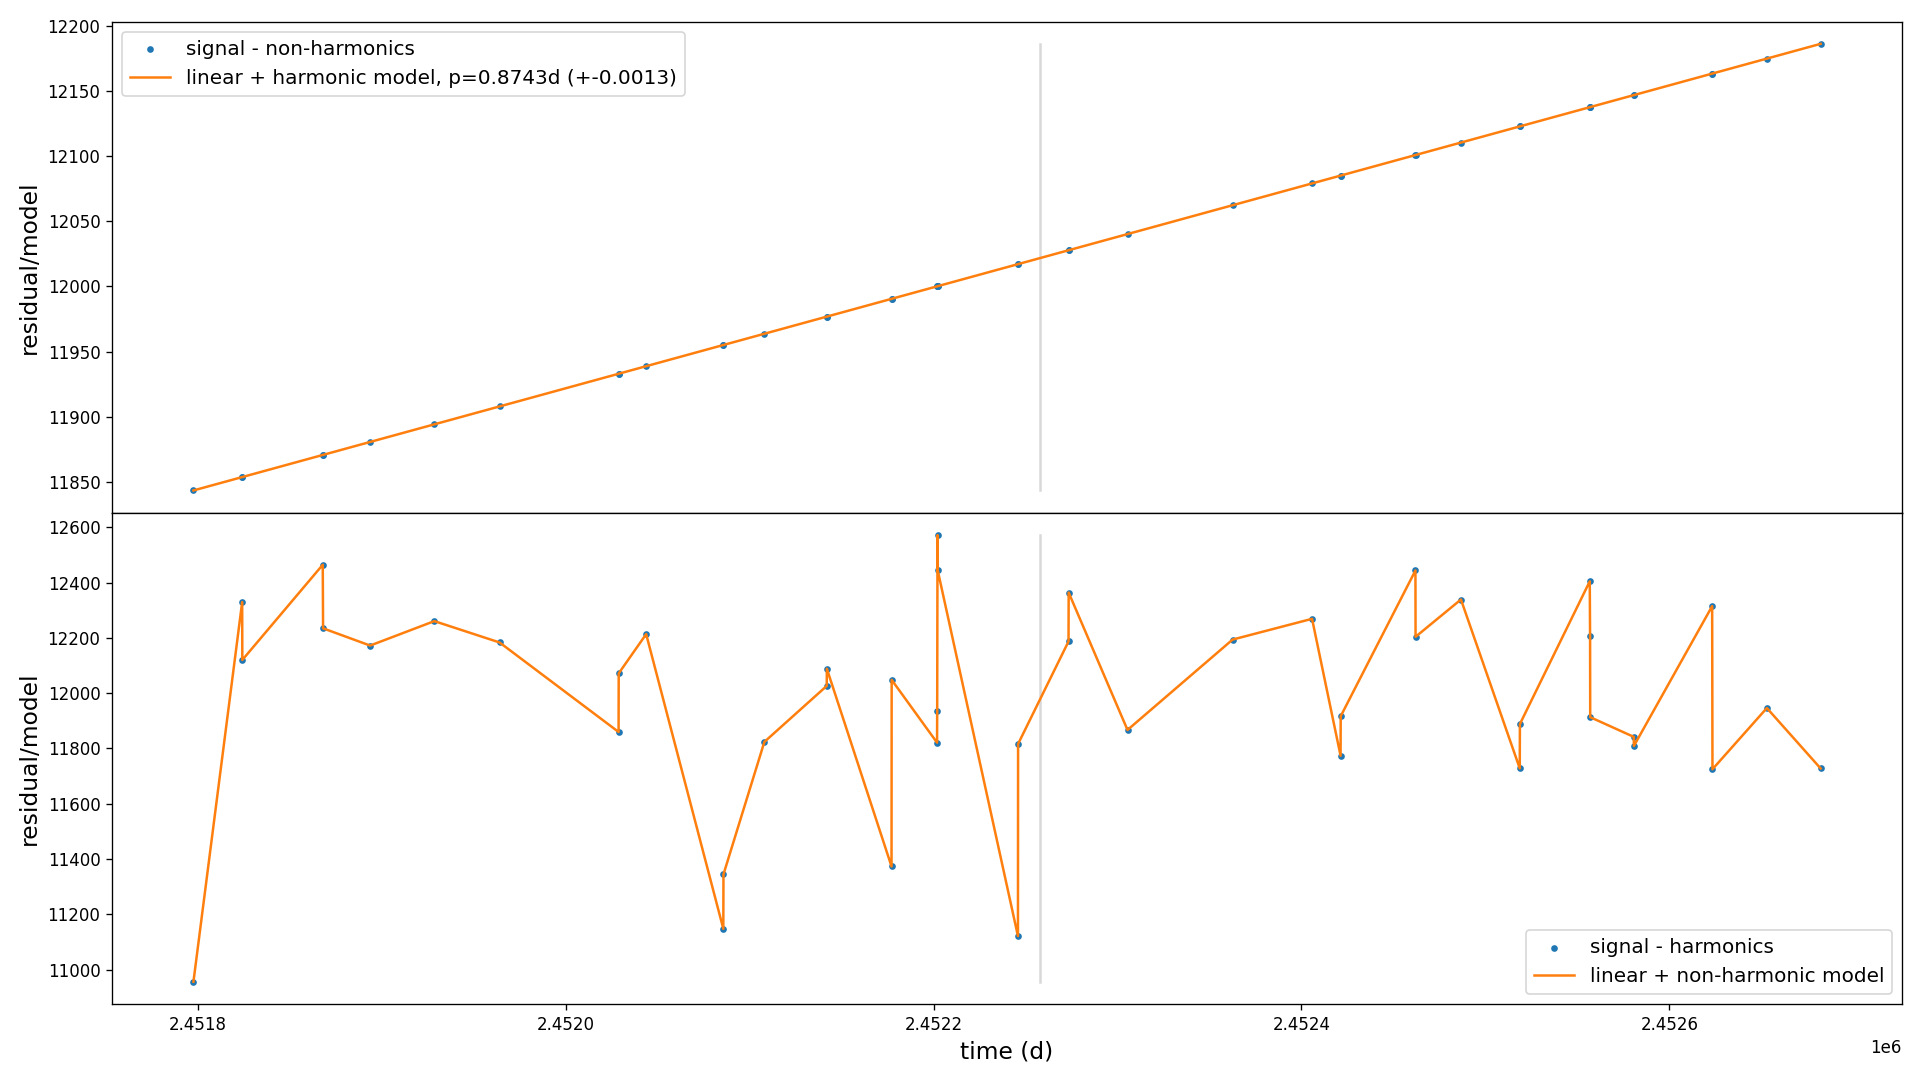 12200
12150
12100
12050
12000
11950
11900
11850
residual/model
signal - non-harmonics
linear + harmonic model, p=0.8743d (+-0.0013)
12600
12400
12200
12000
11800
11600
11400
11200
11000
residual/model
signal - harmonics
linear + non-harmonic model
2.4518 2.4520 2.4522 2.4524 2.4526
time (d)
1e6